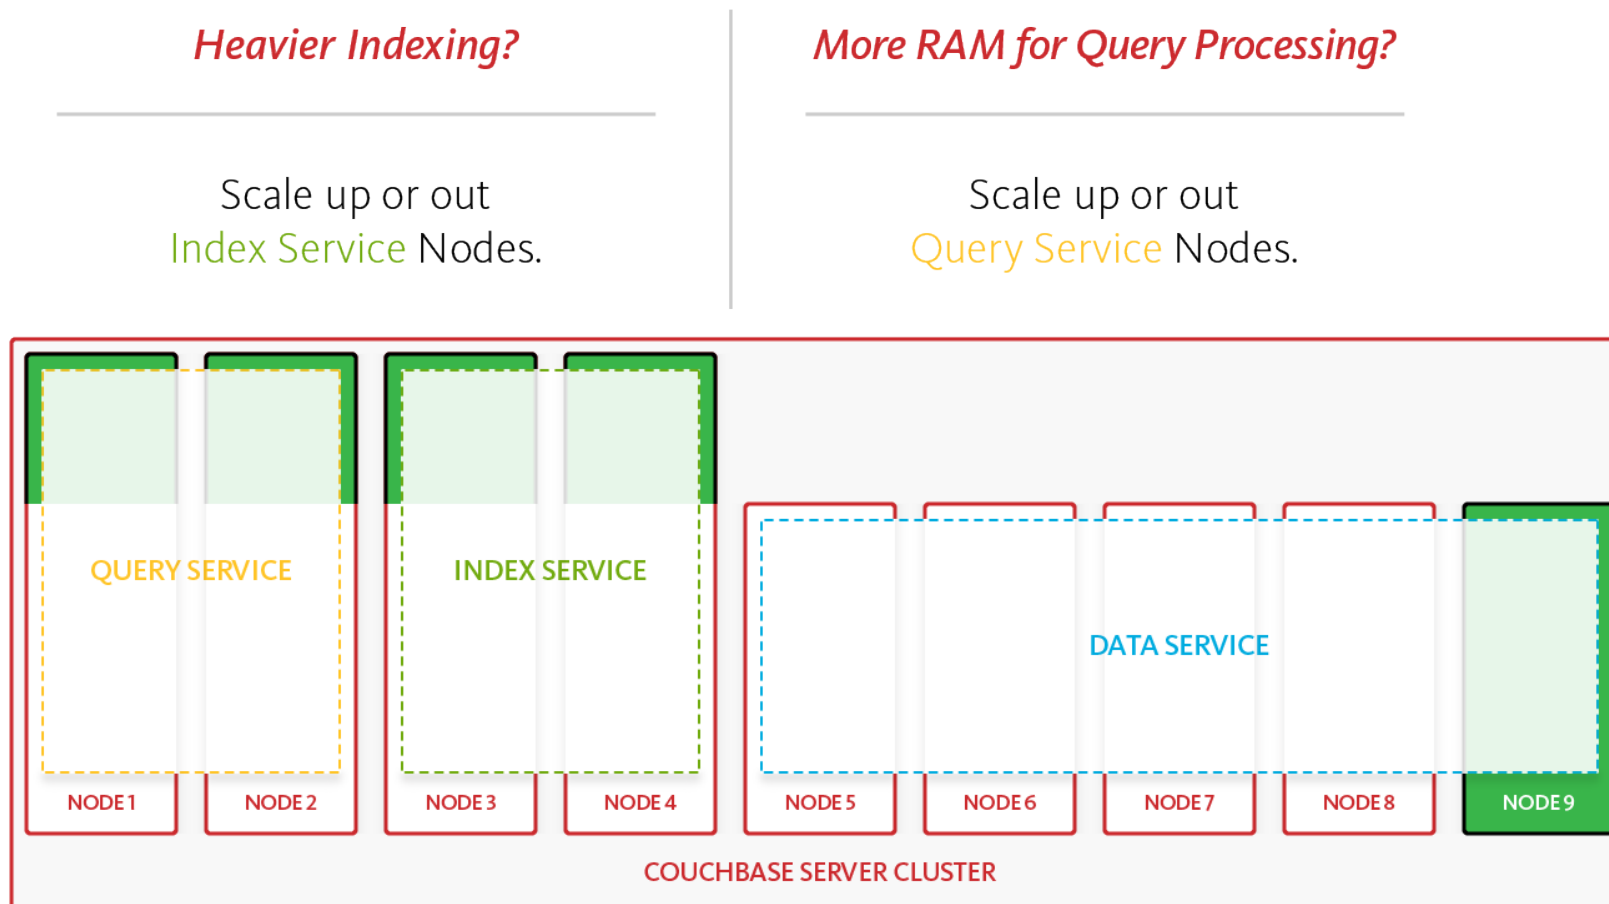 Heavier Indexing?
Scale up or out
Index Service Nodes.
More RAM for Query Processing?
Scale up or out
Query Service Nodes.
QUERY SERVICE
INDEX SERVICE
DATA SERVICE
NODE 1
NODE 2
NODE 3
NODE 4
NODE 5
NODE 6
NODE 7
NODE 8
NODE 9
COUCHBASE SERVER CLUSTER